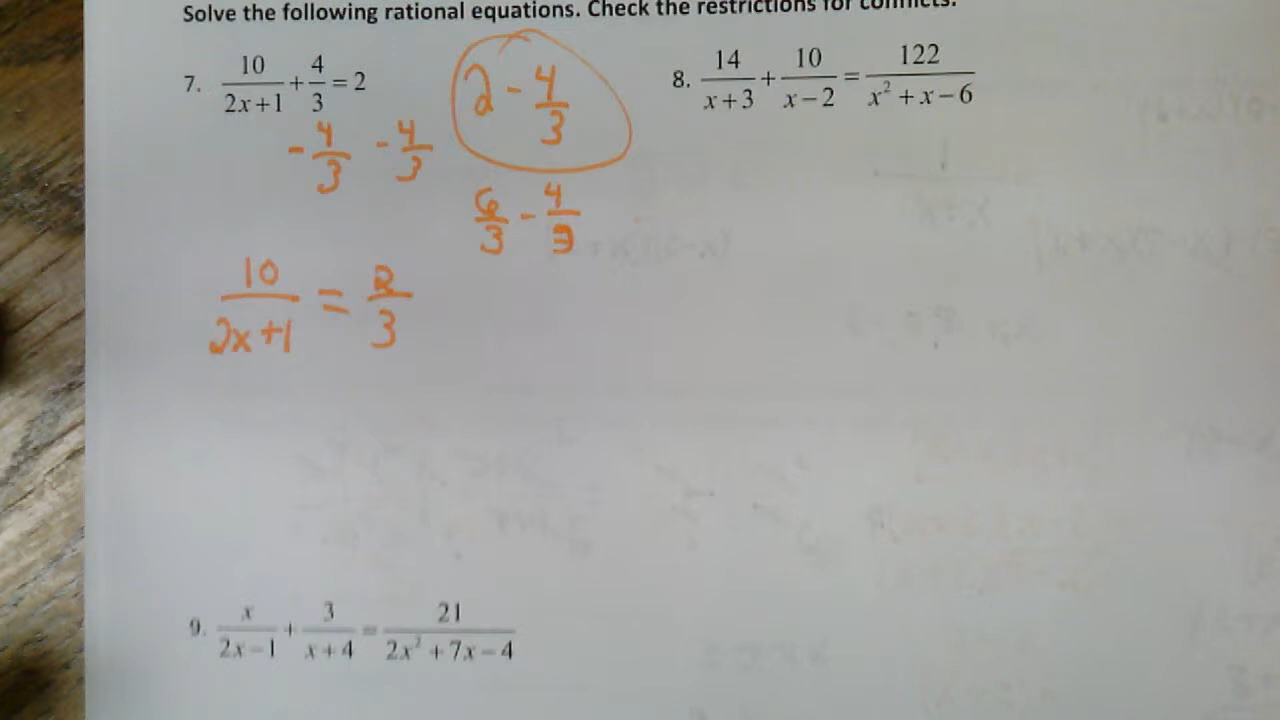 Solve the following rational equations. Check the restrictions for conflicts.
7. 10/(2x+1) + 4/3 = 2
- 4/3 - 4/3
2 - 4/3
6/3 - 4/3
10/(2x+1) = 2/3
8. 14/(x+3) + 10/(x-2) = 122/(x²+x-6)
9. x/(2x-1) + 3/(x+4) = 21/(2x²+7x-4)